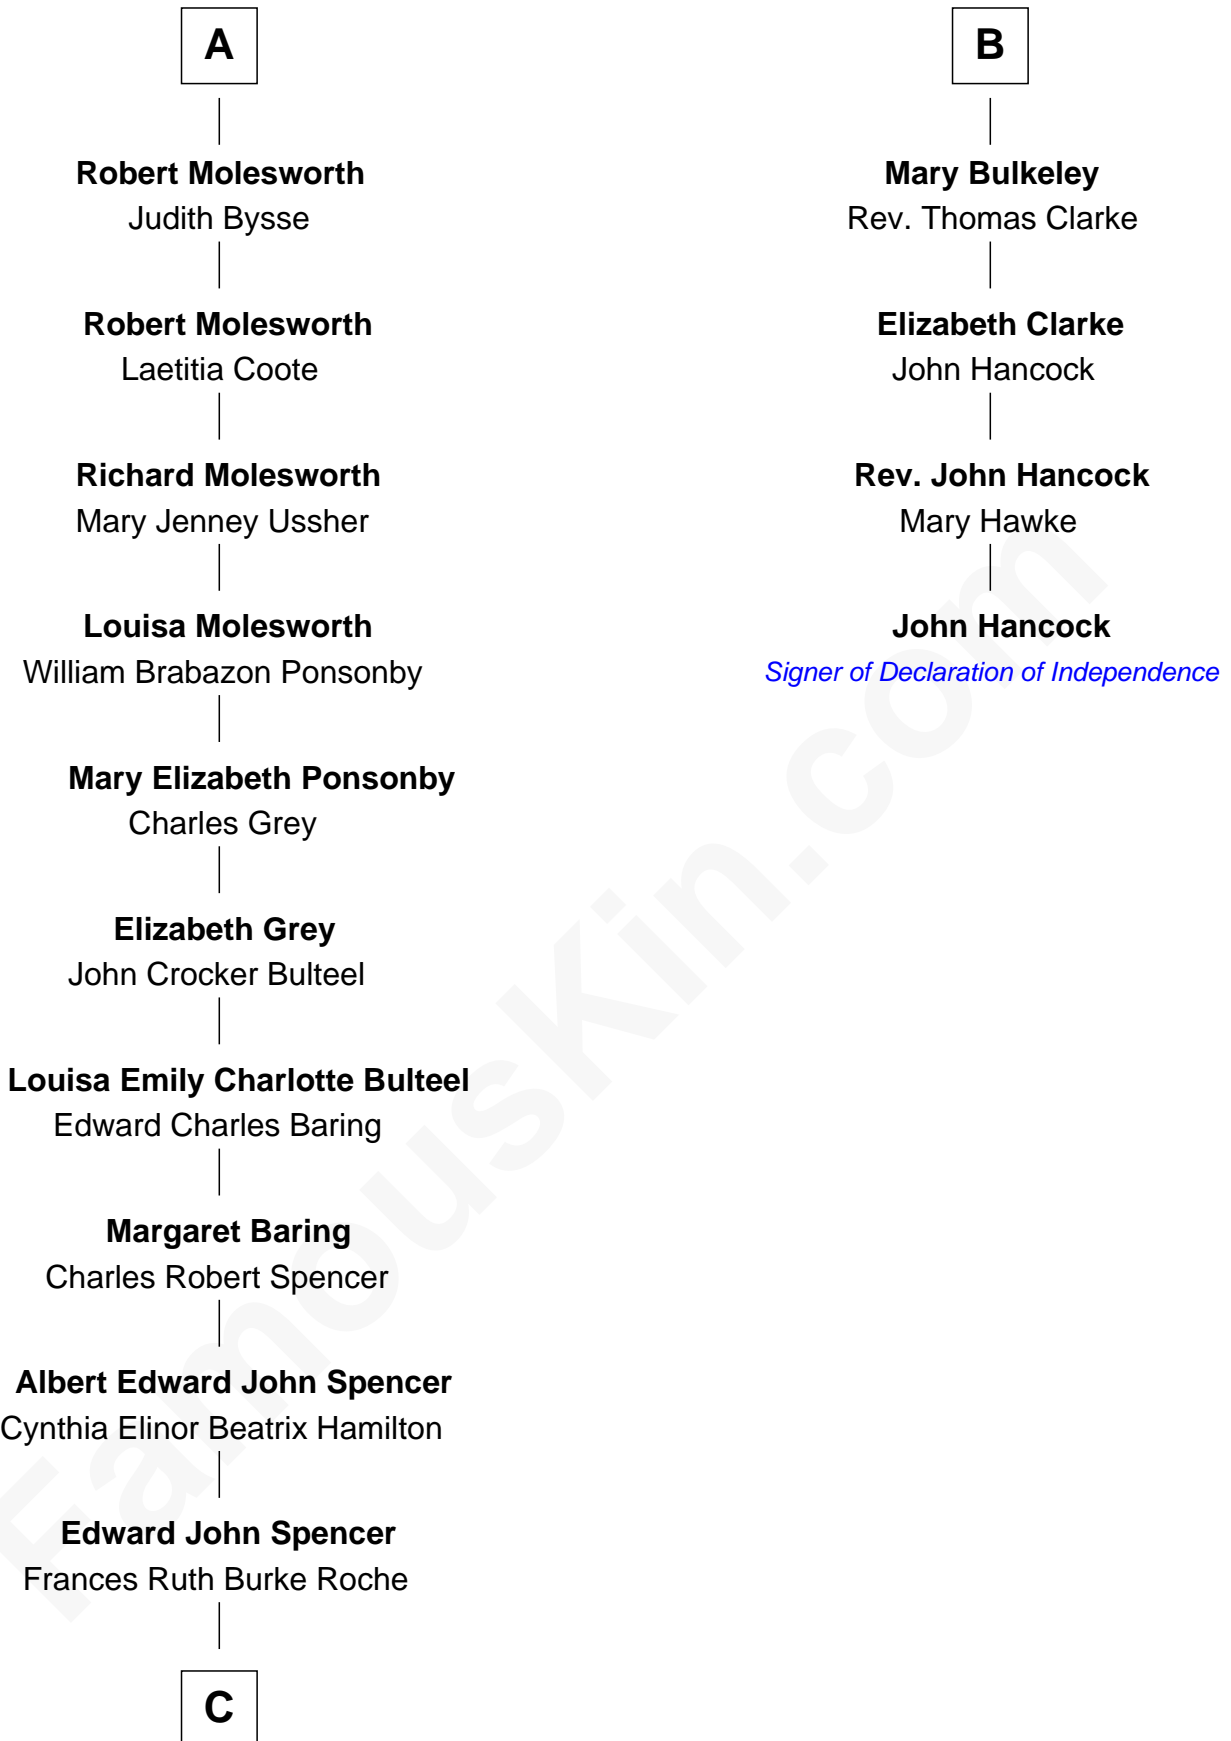 A
Robert Molesworth
Judith Bysse
Robert Molesworth
Laetitia Coote
Richard Molesworth
Mary Jenney Ussher
Louisa Molesworth
William Brabazon Ponsonby
Mary Elizabeth Ponsonby
Charles Grey
Elizabeth Grey
John Crocker Bulteel
Louisa Emily Charlotte Bulteel
Edward Charles Baring
Margaret Baring
Charles Robert Spencer
Albert Edward John Spencer
Cynthia Elinor Beatrix Hamilton
Edward John Spencer
Frances Ruth Burke Roche
C
B
Mary Bulkeley
Rev. Thomas Clarke
Elizabeth Clarke
John Hancock
Rev. John Hancock
Mary Hawke
John Hancock
Signer of Declaration of Independence
FamousKin.com